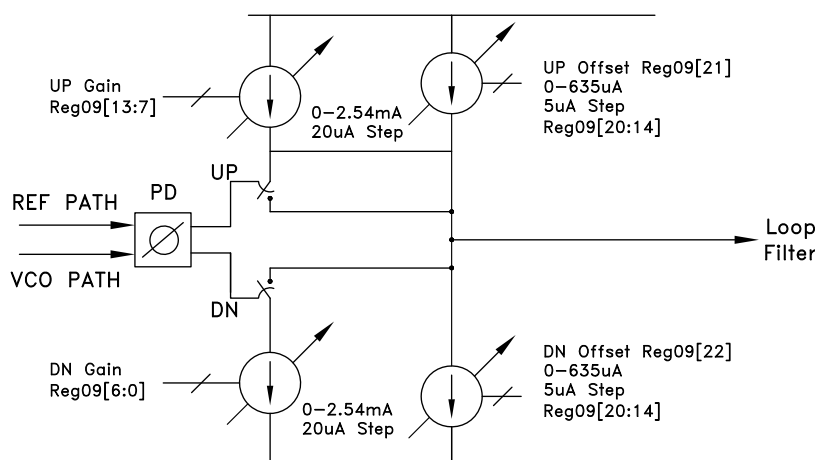 UP Gain
Reg09[13:7]
0-2.54mA
20uA Step
UP Offset Reg09[21]
0-635uA
5uA Step
Reg09[20:14]
UP
PD
REF PATH
VCO PATH
Loop
Filter
DN
DN Gain
Reg09[6:0]
0-2.54mA
20uA Step
DN Offset Reg09[22]
0-635uA
5uA Step
Reg09[20:14]